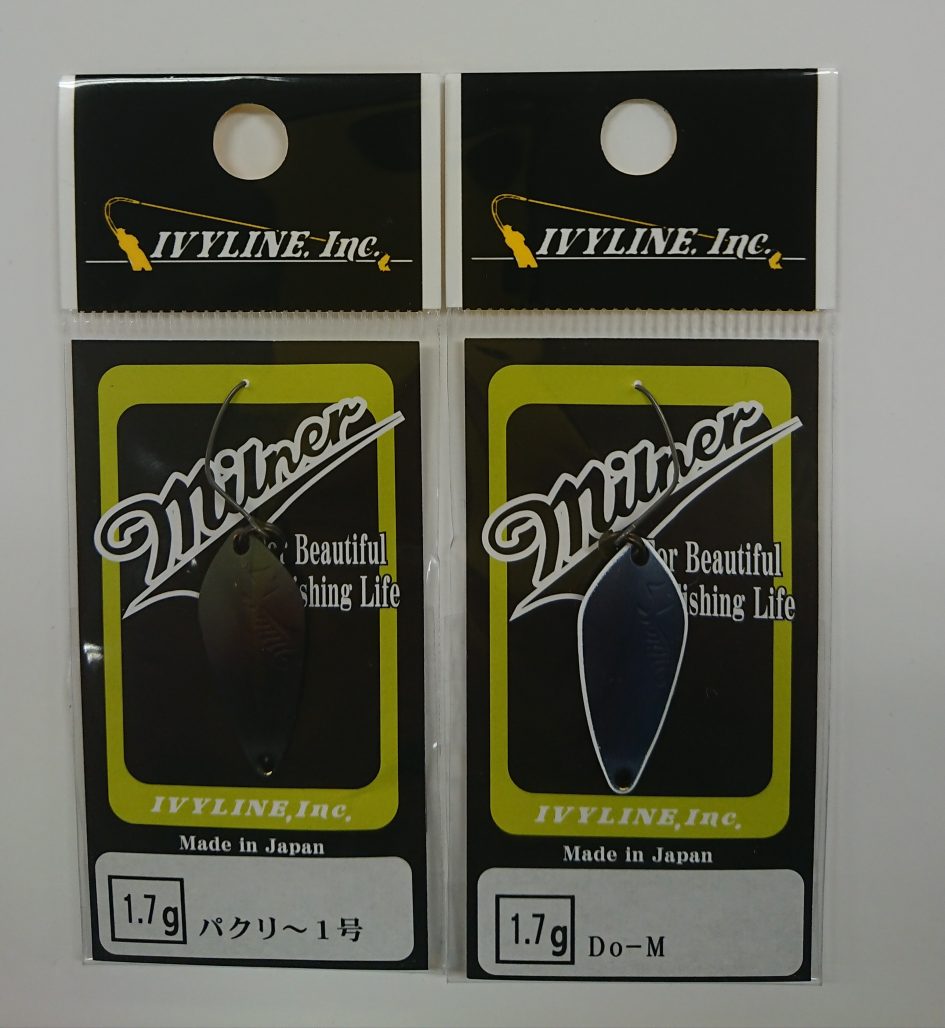 IVYLINE, Inc.
Milner
Beautiful
Fishing Life
IVYLINE, Inc.
Made in Japan
1.7g パクリ〜1号
IVYLINE, Inc.
Milner
For Beautiful
Fishing Life
IVYLINE, Inc.
Made in Japan
1.7g Do-M